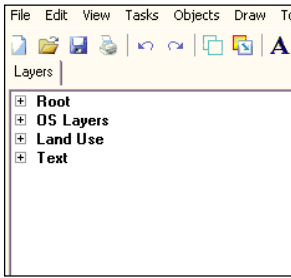 File Edit View Tasks Objects Draw
A
Layers
Root
OS Layers
Land Use
Text